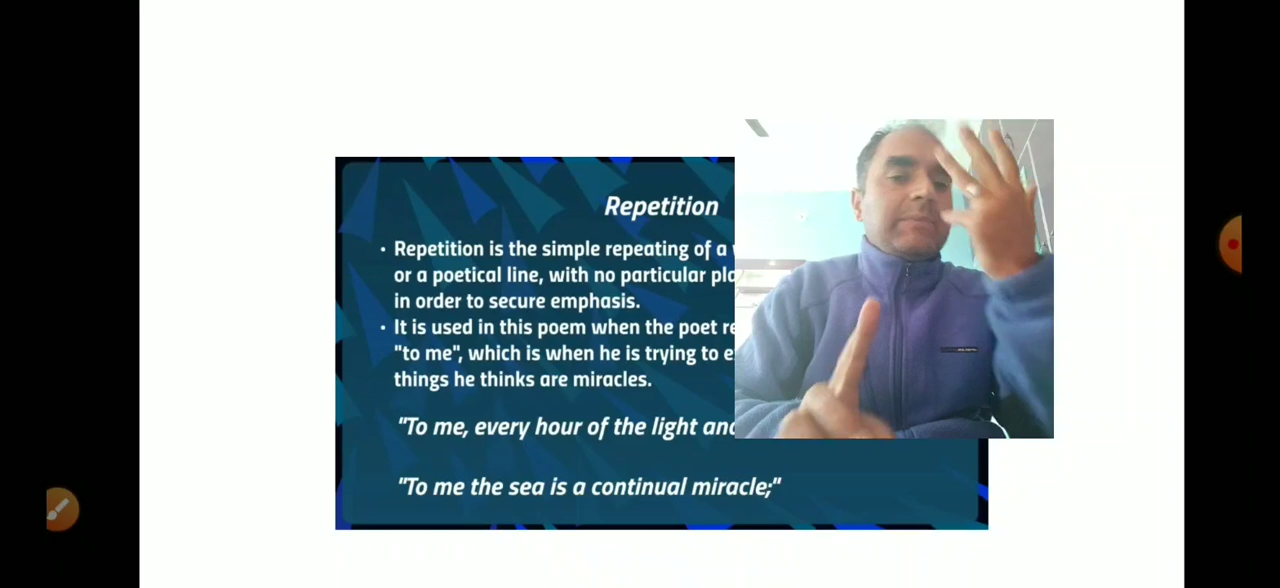 Repetition
• Repetition is the simple repeating of a
or a poetical line, with no particular
in order to secure emphasis.
• It is used in this poem when the poet
"to me", which is when he is trying to
things he thinks are miracles.
"To me, every hour of the light and
"To me the sea is a continual miracle;"